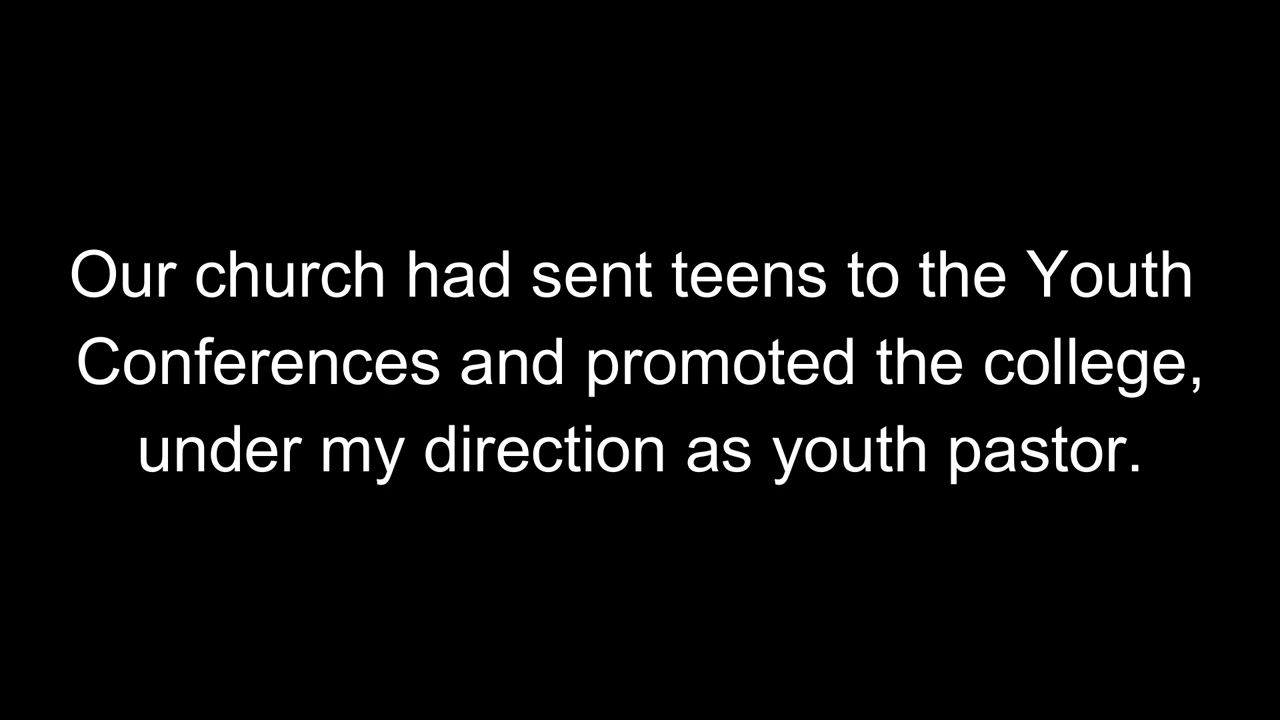 Our church had sent teens to the Youth
Conferences and promoted the college,
under my direction as youth pastor.